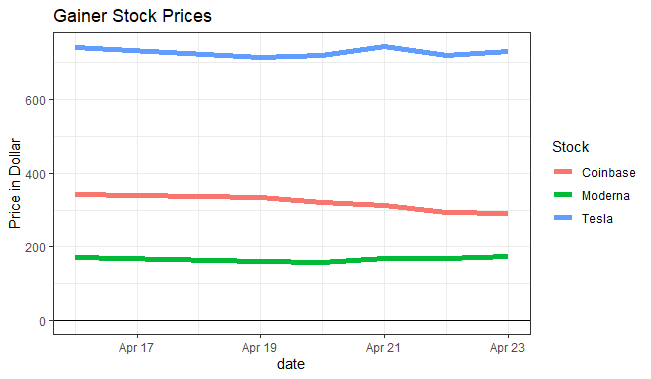 Gainer Stock Prices
Price in Dollar
600
400
200
0
Apr 17
Apr 19
Apr 21
Apr 23
date
Stock
Coinbase
Moderna
Tesla